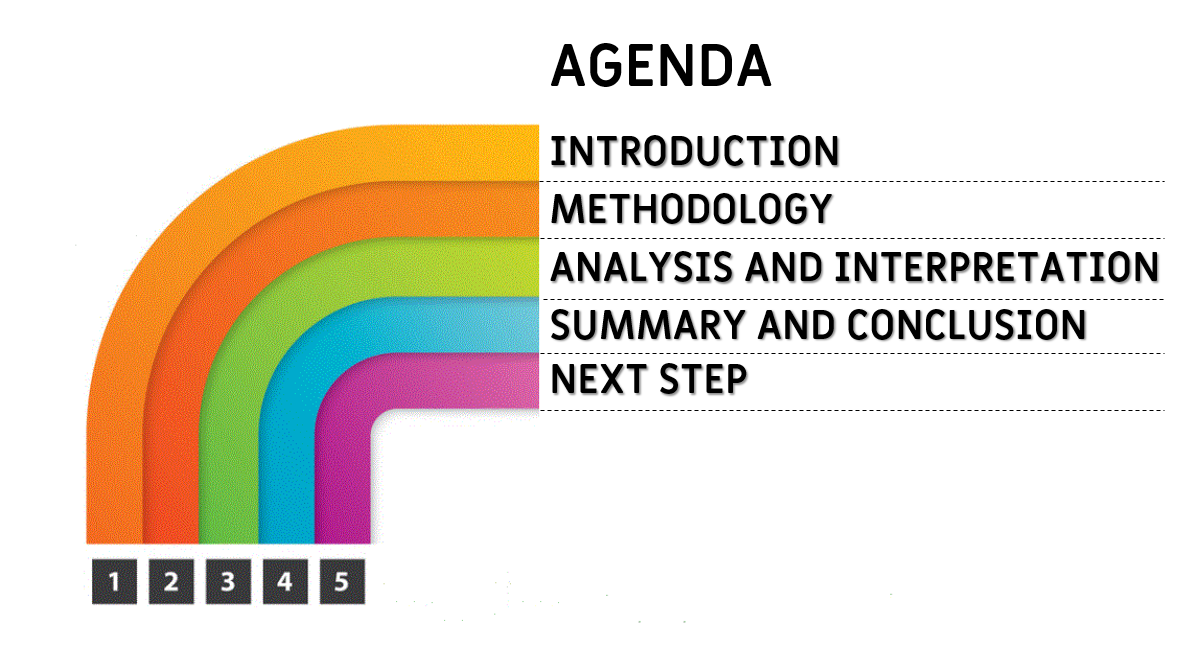 AGENDA
INTRODUCTION
METHODOLOGY
ANALYSIS AND INTERPRETATION
SUMMARY AND CONCLUSION
NEXT STEP
1 2 3 4 5